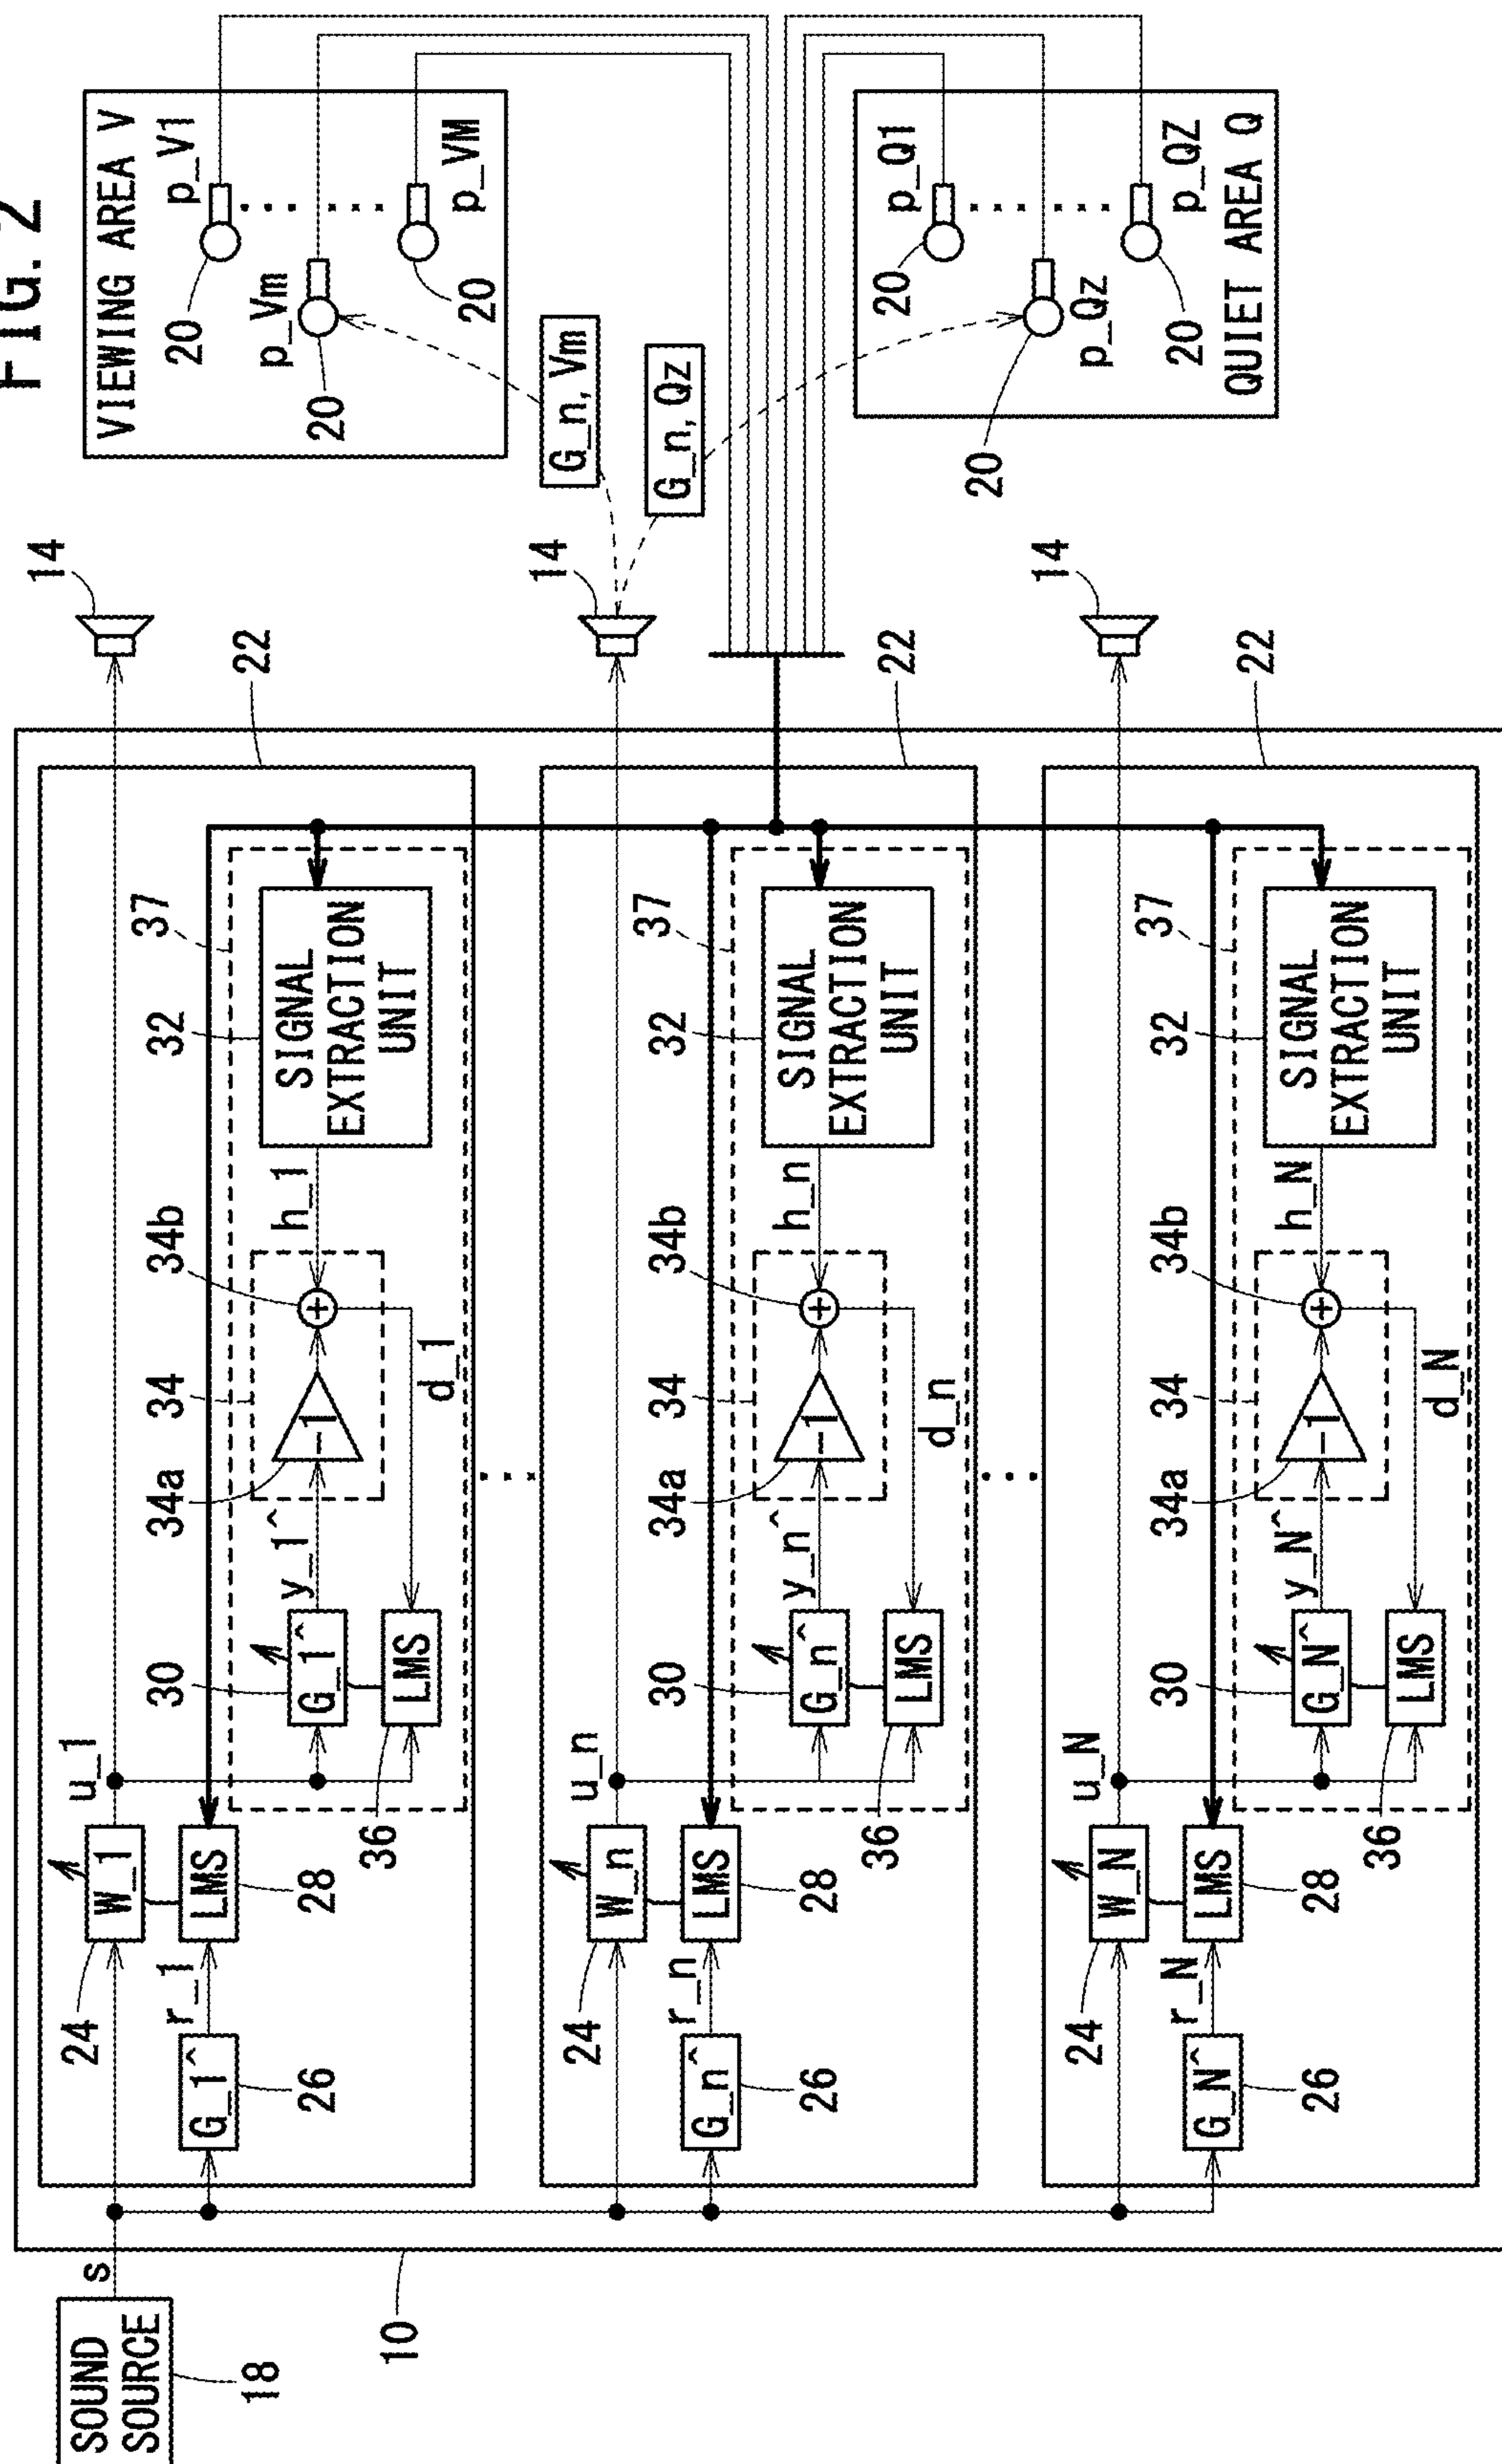 FIG. 2
SOUND
SOURCE
18
s
10
22
14
24
W_1
u_1
G_1^
26
r_1
LMS
28
30
G_1^
y_1^
34a
-1
34
34b
h_1
32
SIGNAL
EXTRACTION
UNIT
37
36
LMS
d_1
22
14
24
W_n
u_n
G_n^
26
r_n
LMS
28
30
G_n^
y_n^
34a
-1
34
34b
h_n
32
SIGNAL
EXTRACTION
UNIT
37
36
LMS
d_n
22
14
24
W_N
u_N
G_N^
26
r_N
LMS
28
30
G_N^
y_N^
34a
-1
34
34b
h_N
32
SIGNAL
EXTRACTION
UNIT
37
36
LMS
d_N
VIEWING AREA V
20
p_V1
20
p_Vm
20
p_VM
G_n, Vm
G_n, Qz
20
p_Q1
20
p_Qz
20
p_QZ
QUIET AREA Q